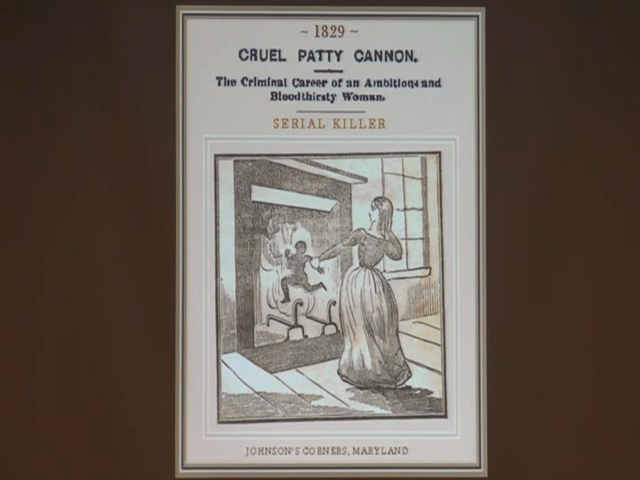 ~ 1829 ~
CRUEL PATTY CANNON.
The Criminal Career of an Ambitious and
Bloodthirsty Woman.
SERIAL KILLER
JOHNSON'S CORNERS, MARYLAND